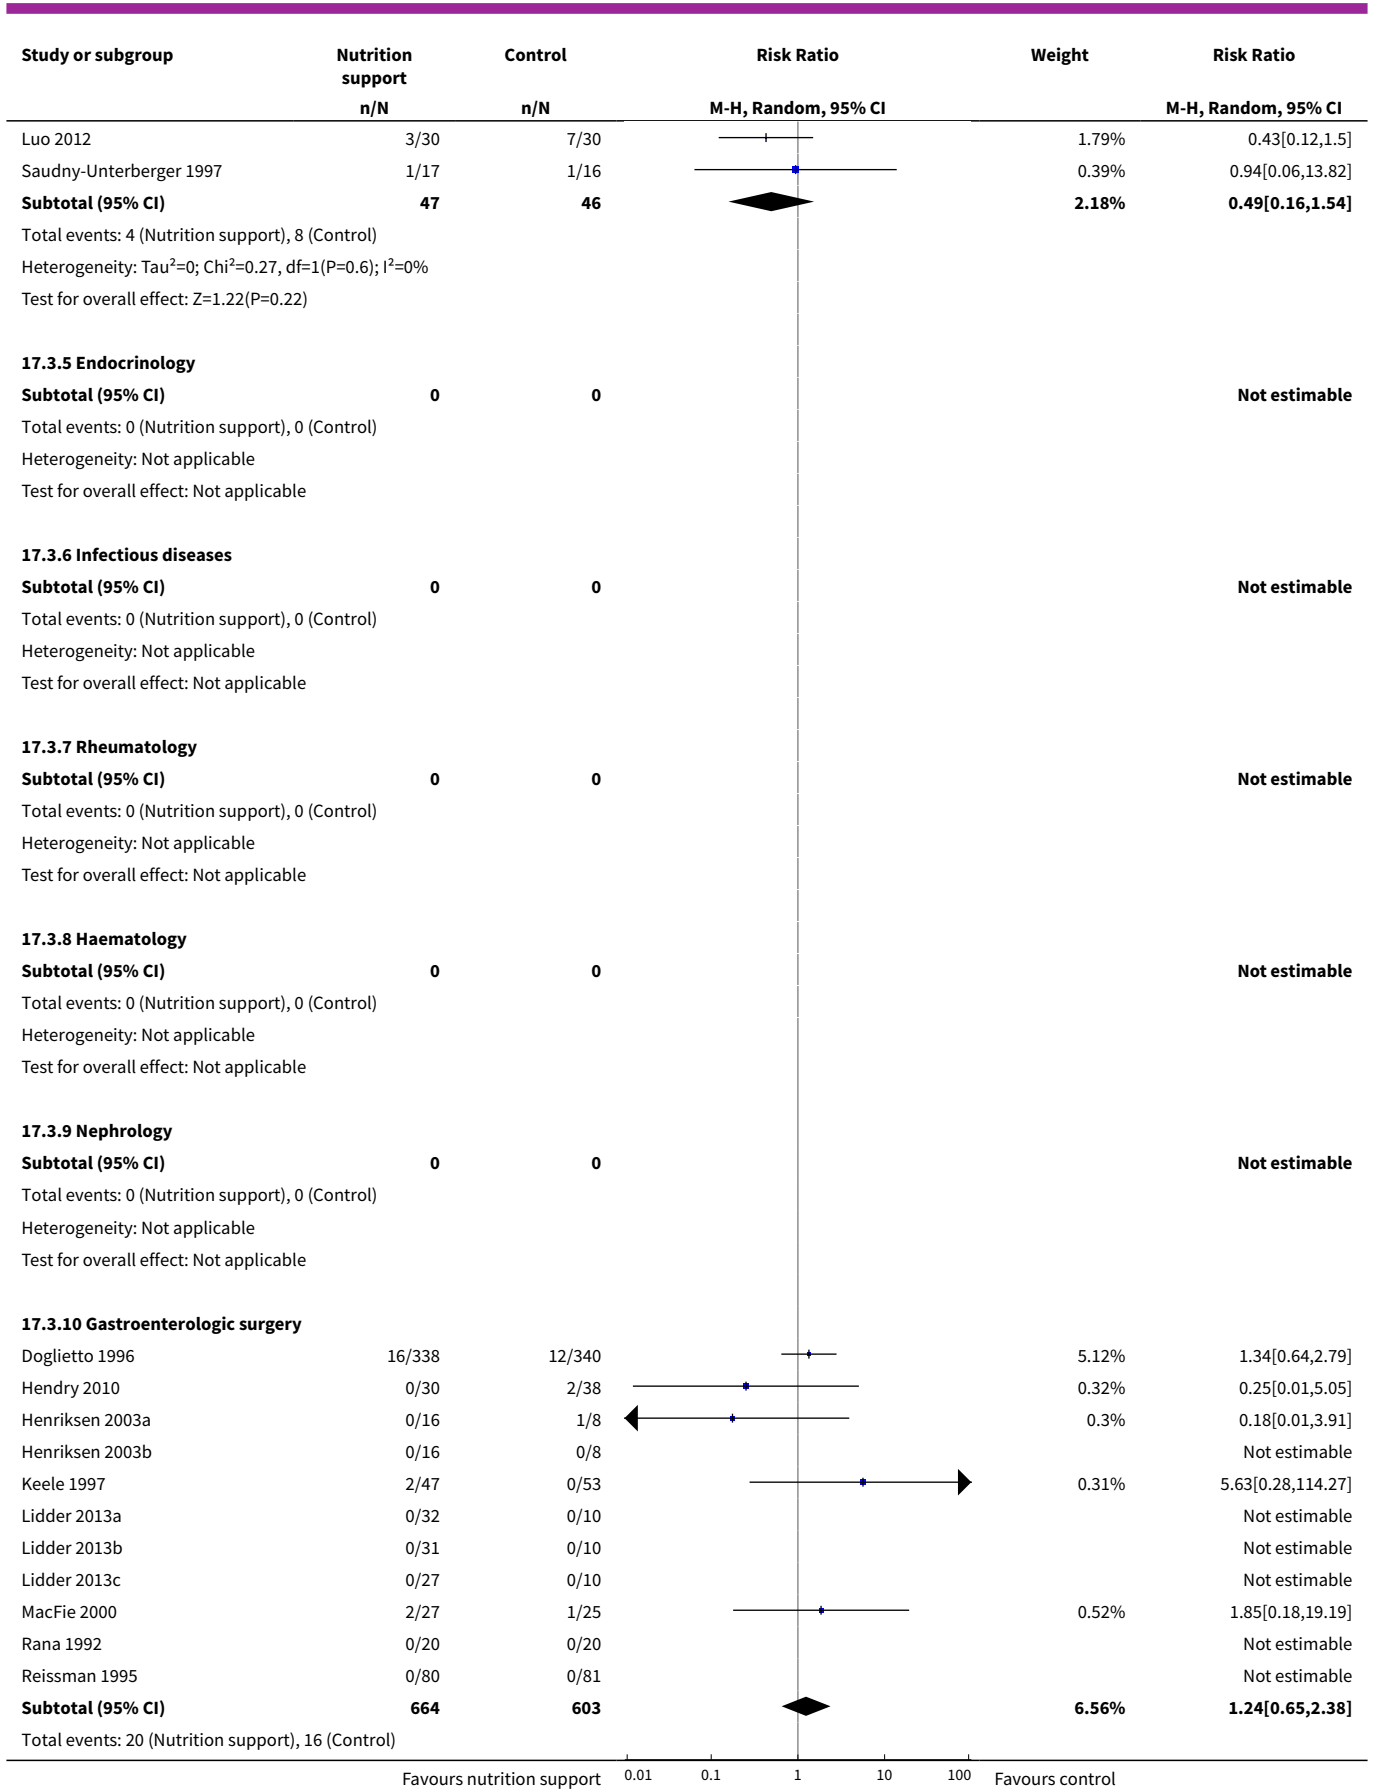 Study or subgroup Nutrition support Control Risk Ratio Weight Risk Ratio
n/N n/N M-H, Random, 95% CI M-H, Random, 95% CI
Luo 2012 3/30 7/30 1.79% 0.43[0.12,1.5]
Saudny-Unterberger 1997 1/17 1/16 0.39% 0.94[0.06,13.82]
Subtotal (95% CI) 47 46 2.18% 0.49[0.16,1.54]
Total events: 4 (Nutrition support), 8 (Control)
Heterogeneity: Tau²=0; Chi²=0.27, df=1(P=0.6); I²=0%
Test for overall effect: Z=1.22(P=0.22)
17.3.5 Endocrinology
Subtotal (95% CI) 0 0 Not estimable
Total events: 0 (Nutrition support), 0 (Control)
Heterogeneity: Not applicable
Test for overall effect: Not applicable
17.3.6 Infectious diseases
Subtotal (95% CI) 0 0 Not estimable
Total events: 0 (Nutrition support), 0 (Control)
Heterogeneity: Not applicable
Test for overall effect: Not applicable
17.3.7 Rheumatology
Subtotal (95% CI) 0 0 Not estimable
Total events: 0 (Nutrition support), 0 (Control)
Heterogeneity: Not applicable
Test for overall effect: Not applicable
17.3.8 Haematology
Subtotal (95% CI) 0 0 Not estimable
Total events: 0 (Nutrition support), 0 (Control)
Heterogeneity: Not applicable
Test for overall effect: Not applicable
17.3.9 Nephrology
Subtotal (95% CI) 0 0 Not estimable
Total events: 0 (Nutrition support), 0 (Control)
Heterogeneity: Not applicable
Test for overall effect: Not applicable
17.3.10 Gastroenterologic surgery
Doglietto 1996 16/338 12/340 5.12% 1.34[0.64,2.79]
Hendry 2010 0/30 2/38 0.32% 0.25[0.01,5.05]
Henriksen 2003a 0/16 1/8 0.3% 0.18[0.01,3.91]
Henriksen 2003b 0/16 0/8 Not estimable
Keele 1997 2/47 0/53 0.31% 5.63[0.28,114.27]
Lidder 2013a 0/32 0/10 Not estimable
Lidder 2013b 0/31 0/10 Not estimable
Lidder 2013c 0/27 0/10 Not estimable
MacFie 2000 2/27 1/25 0.52% 1.85[0.18,19.19]
Rana 1992 0/20 0/20 Not estimable
Reissman 1995 0/80 0/81 Not estimable
Subtotal (95% CI) 664 603 6.56% 1.24[0.65,2.38]
Total events: 20 (Nutrition support), 16 (Control)
Favours nutrition support 0.01 0.1 1 10 100 Favours control